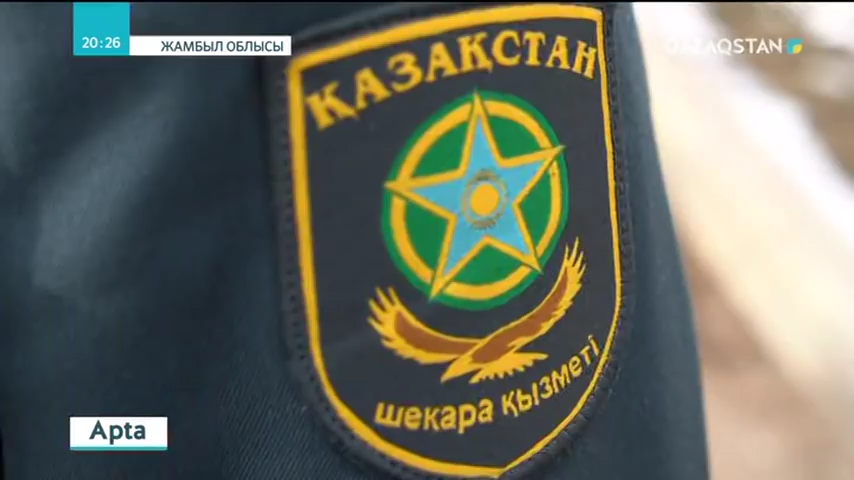 20:26
ЖАМБЫЛ ОБЛЫСЫ
QAZAQSTAN
ҚАЗАҚСТАН
шекара қызметі
Apta